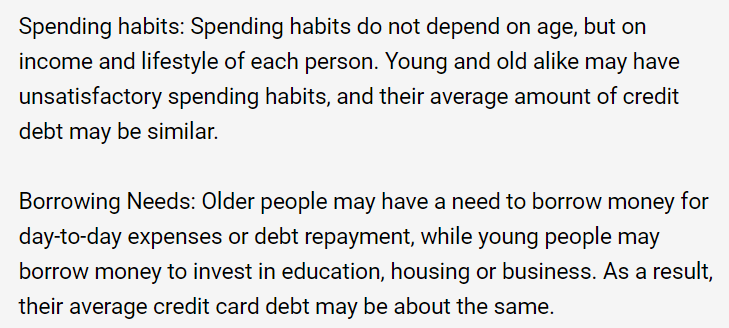 Spending habits: Spending habits do not depend on age, but on
income and lifestyle of each person. Young and old alike may have
unsatisfactory spending habits, and their average amount of credit
debt may be similar.
Borrowing Needs: Older people may have a need to borrow money for
day-to-day expenses or debt repayment, while young people may
borrow money to invest in education, housing or business. As a result,
their average credit card debt may be about the same.